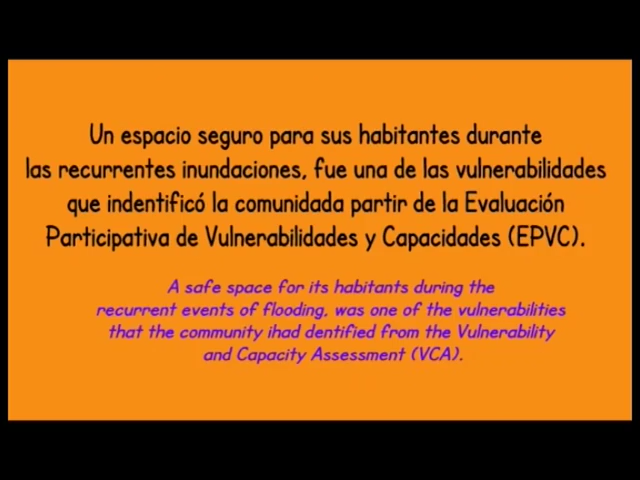 Un espacio seguro para sus habitantes durante
las recurrentes inundaciones, fue una de las vulnerabilidades
que indentificó la comunidada partir de la Evaluación
Participativa de Vulnerabilidades y Capacidades (EPVC).
A safe space for its habitants during the
recurrent events of flooding, was one of the vulnerabilities
that the community ihad dentified from the Vulnerability
and Capacity Assessment (VCA).